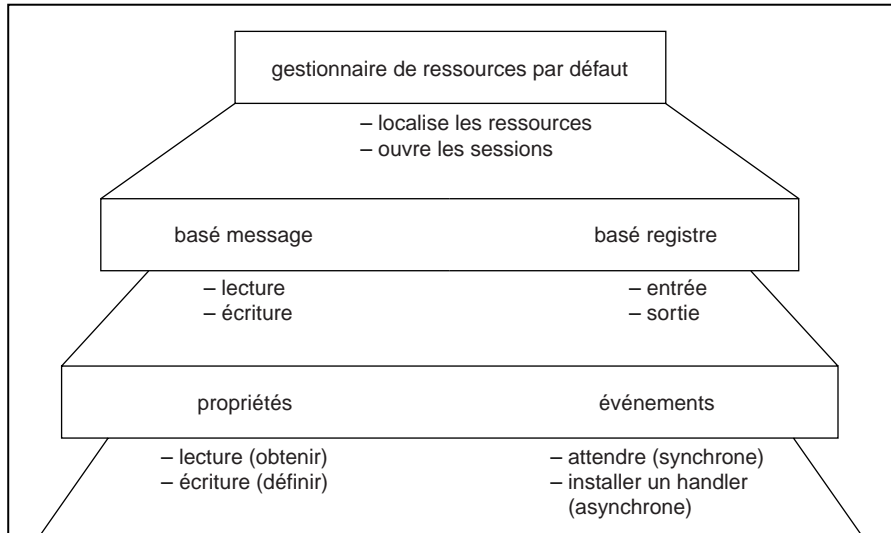 gestionnaire de ressources par défaut
– localise les ressources
– ouvre les sessions
basé message
basé registre
– lecture
– écriture
– entrée
– sortie
propriétés
événements
– lecture (obtenir)
– écriture (définir)
– attendre (synchrone)
– installer un handler
(asynchrone)